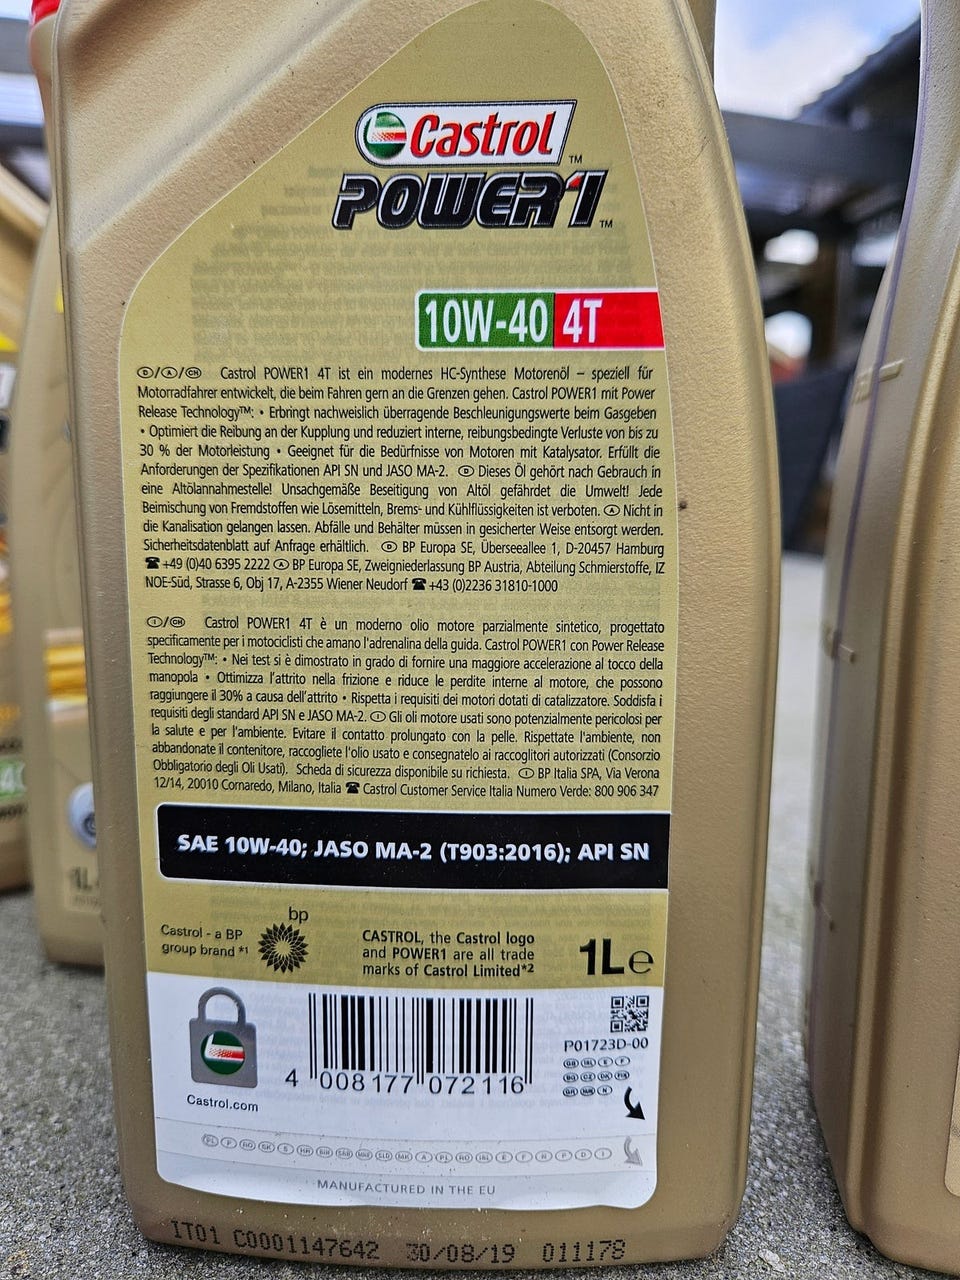 Castrol
TM
POWER1
TM
10W-40 4T
D/A/CH Castrol POWER1 4T ist ein modernes HC-Synthese Motorenöl – speziell für
Motorradfahrer entwickelt, die beim Fahren gern an die Grenzen gehen. Castrol POWER1 mit Power
Release Technology™: • Erbringt nachweislich überragende Beschleunigungswerte beim Gasgeben
• Optimiert die Reibung an der Kupplung und reduziert interne, reibungsbedingte Verluste von bis zu
30 % der Motorleistung • Geeignet für die Bedürfnisse von Motoren mit Katalysator. Erfüllt die
Anforderungen der Spezifikationen API SN und JASO MA-2. D Dieses Öl gehört nach Gebrauch in
eine Altölannahmestelle! Unsachgemäße Beseitigung von Altöl gefährdet die Umwelt! Jede
Beimischung von Fremdstoffen wie Lösemitteln, Brems- und Kühlflüssigkeiten ist verboten. A Nicht in
die Kanalisation gelangen lassen. Abfälle und Behälter müssen in gesicherter Weise entsorgt werden.
Sicherheitsdatenblatt auf Anfrage erhältlich. D BP Europa SE, Überseeallee 1, D-20457 Hamburg
☎ +49 (0)40 6395 2222 A BP Europa SE, Zweigniederlassung BP Austria, Abteilung Schmierstoffe, IZ
NOE-Süd, Strasse 6, Obj 17, A-2355 Wiener Neudorf ☎ +43 (0)2236 31810-1000
I/CH Castrol POWER1 4T è un moderno olio motore parzialmente sintetico, progettato
specificamente per i motociclisti che amano l'adrenalina della guida. Castrol POWER1 con Power Release
Technology™: • Nei test si è dimostrato in grado di fornire una maggiore accelerazione al tocco della
manopola • Ottimizza l'attrito nella frizione e riduce le perdite interne al motore, che possono
raggiungere il 30% a causa dell'attrito • Rispetta i requisiti dei motori dotati di catalizzatore. Soddisfa i
requisiti degli standard API SN e JASO MA-2. I Gli oli motore usati sono potenzialmente pericolosi per
la salute e per l'ambiente. Evitare il contatto prolungato con la pelle. Rispettate l'ambiente, non
abbandonate il contenitore, raccogliete l'olio usato e consegnatelo ai raccoglitori autorizzati (Consorzio
Obbligatorio degli Oli Usati). Scheda di sicurezza disponibile su richiesta. I BP Italia SPA, Via Verona
12/14, 20010 Cornaredo, Milano, Italia ☎ Castrol Customer Service Italia Numero Verde: 800 906 347
SAE 10W-40; JASO MA-2 (T903:2016); API SN
bp
Castrol - a BP
group brand *1
CASTROL, the Castrol logo
and POWER1 are all trade
marks of Castrol Limited*2
1L e
P01723D-00
4 008177 072116
Castrol.com
MANUFACTURED IN THE EU
IT01 C0001147642 30/08/19 011178